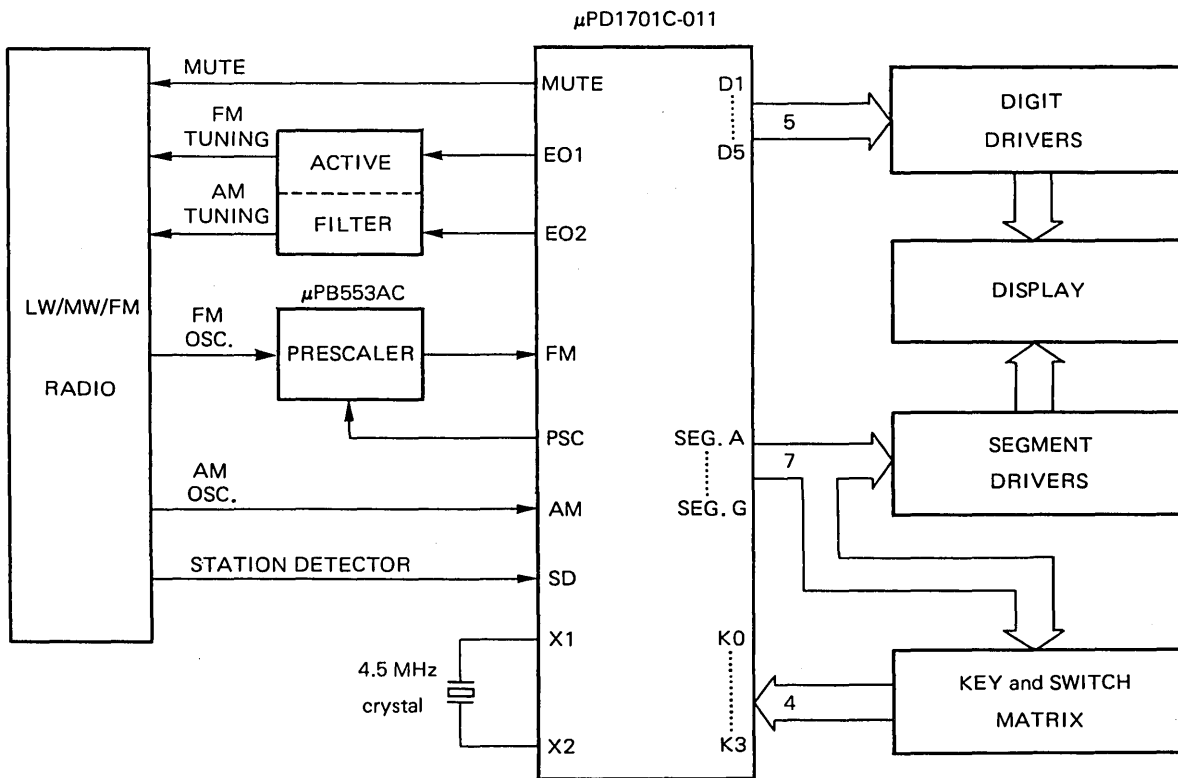 μPD1701C-011
MUTE
FM
TUNING
AM
TUNING
ACTIVE
FILTER
LW/MW/FM
RADIO
FM
OSC.
μPB553AC
PRESCALER
AM
OSC.
STATION DETECTOR
4.5 MHz
crystal
MUTE
EO1
EO2
FM
PSC
AM
SD
X1
X2
D1
D5
SEG. A
SEG. G
K0
K3
5
7
4
DIGIT
DRIVERS
DISPLAY
SEGMENT
DRIVERS
KEY and SWITCH
MATRIX